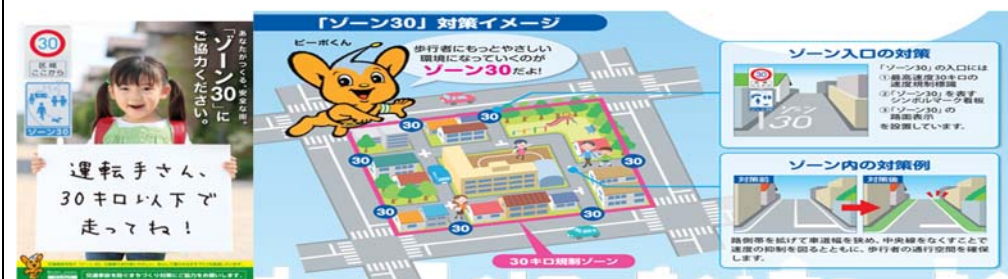 30
区域
ここから
ゾーン30
あなたがつくる、安全な街。
「ゾーン30」に
ご協力ください。
運転手さん、
30キロ以下で
走ってね！
「ゾーン30」対策イメージ
ピーポくん
歩行者にもっとやさしい
環境になっていくのが
ゾーン30だよ!
30
30
30
30
30
30
30
30キロ規制ゾーン
ゾーン入口の対策
30
ゾーン
30
「ゾーン30」の入口には
①最高速度30キロの
速度規制標識
②「ゾーン30」を表す
シンボルマーク看板
③「ゾーン30」の
路面表示
を設置しています。
ゾーン内の対策例
対策前
対策後
路側帯を拡げて車道幅を狭め、中央線をなくすことで
速度の抑制を図るとともに、歩行者の通行空間を確保
します。